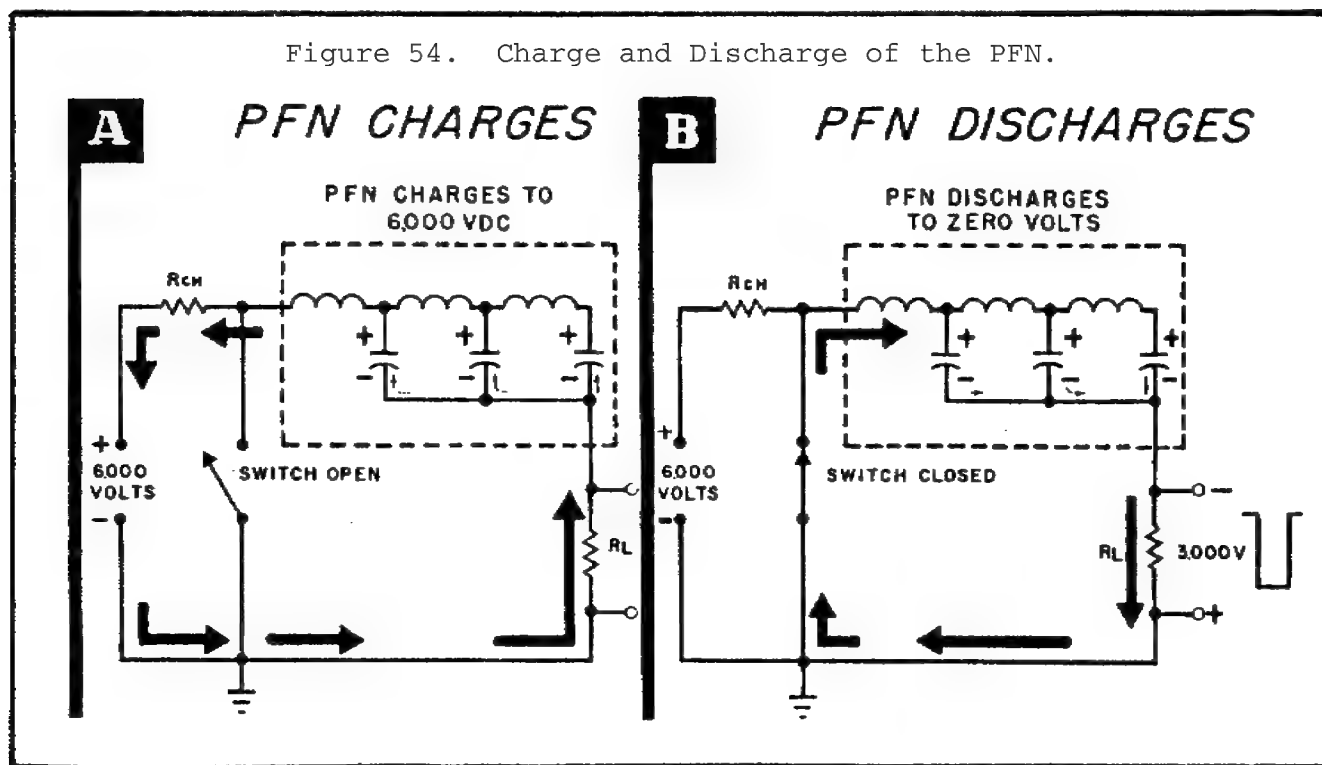 Figure 54. Charge and Discharge of the PFN.
A
PFN CHARGES
PFN CHARGES TO
6,000 VDC
RCH
+
-
+
-
+
-
+
6,000
VOLTS
-
SWITCH OPEN
RL
B
PFN DISCHARGES
PFN DISCHARGES
TO ZERO VOLTS
RCH
+
-
+
-
+
-
+
6,000
VOLTS
-
SWITCH CLOSED
-
RL
3,000V
+